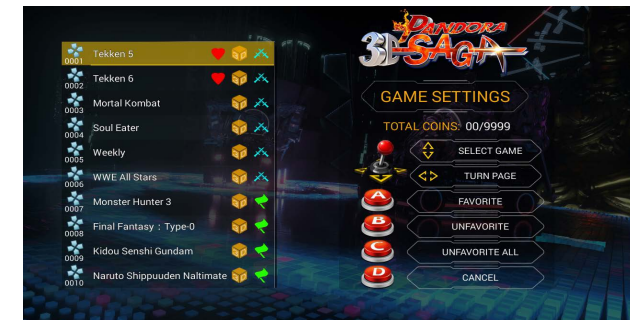 PANDORA
3D SAGA
Tekken 5
0001
Tekken 6
0002
Mortal Kombat
0003
Soul Eater
0004
Weekly
0005
WWE All Stars
0006
Monster Hunter 3
0007
Final Fantasy : Type-0
0008
Kidou Senshi Gundam
0009
Naruto Shippuuden Naltimate
0010
GAME SETTINGS
TOTAL COINS: 00/9999
SELECT GAME
TURN PAGE
A FAVORITE
B UNFAVORITE
C UNFAVORITE ALL
D CANCEL